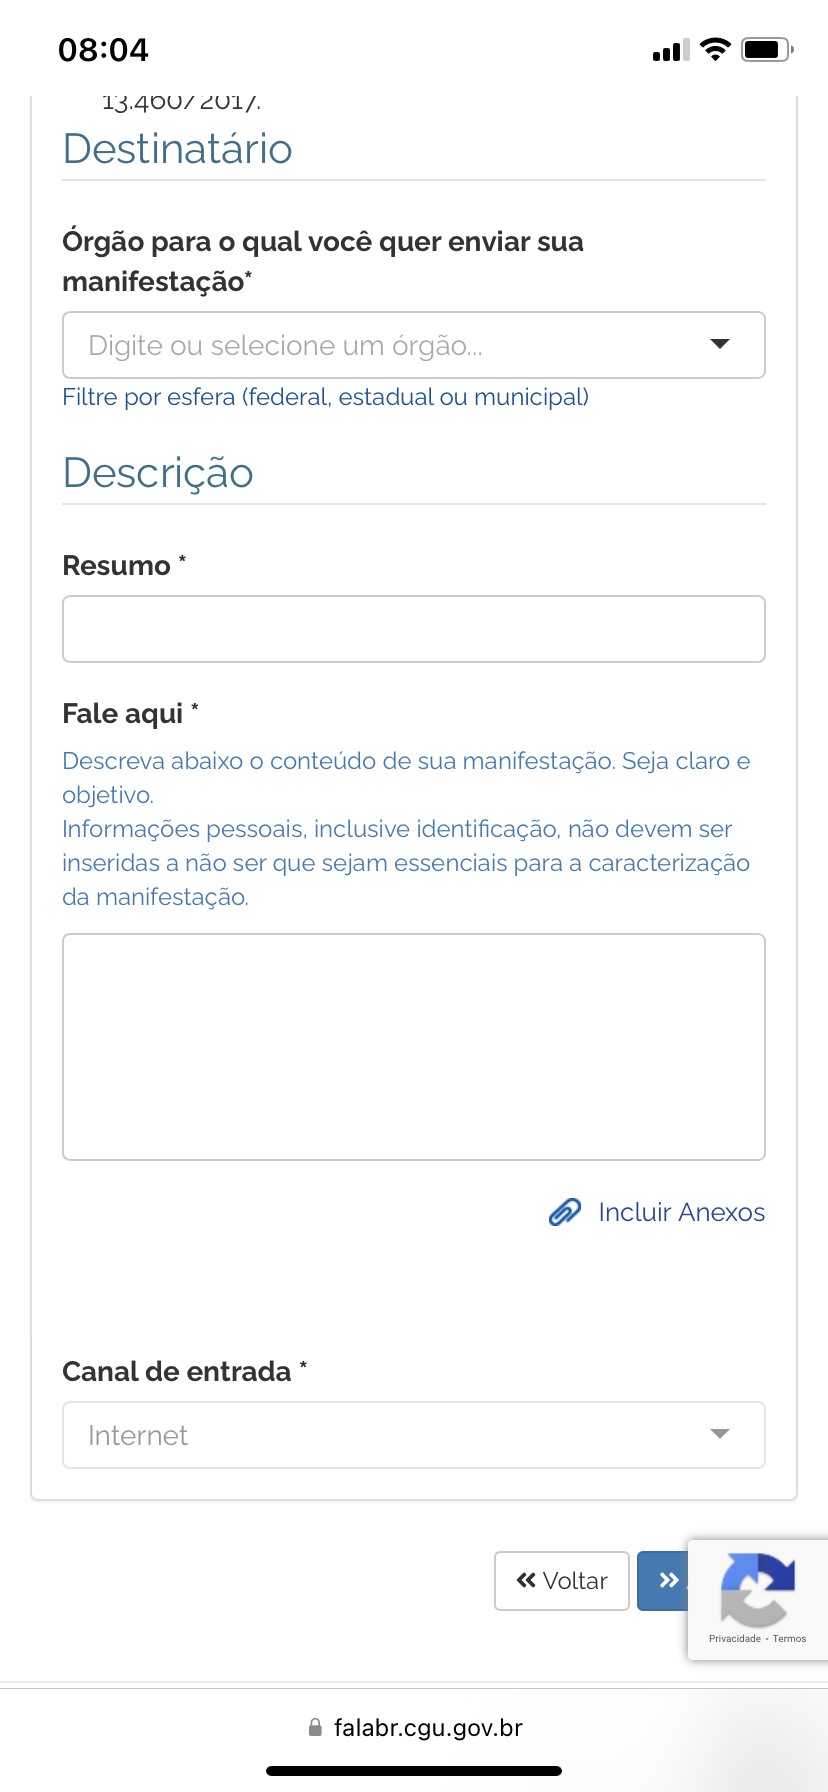 08:04
13.460/2017.
Destinatário
Órgão para o qual você quer enviar sua
manifestação*
Digite ou selecione um órgão...
Filtre por esfera (federal, estadual ou municipal)
Descrição
Resumo *
Fale aqui *
Descreva abaixo o conteúdo de sua manifestação. Seja claro e
objetivo.
Informações pessoais, inclusive identificação, não devem ser
inseridas a não ser que sejam essenciais para a caracterização
da manifestação.
Incluir Anexos
Canal de entrada *
Internet
Voltar
Privacidade - Termos
falabr.cgu.gov.br